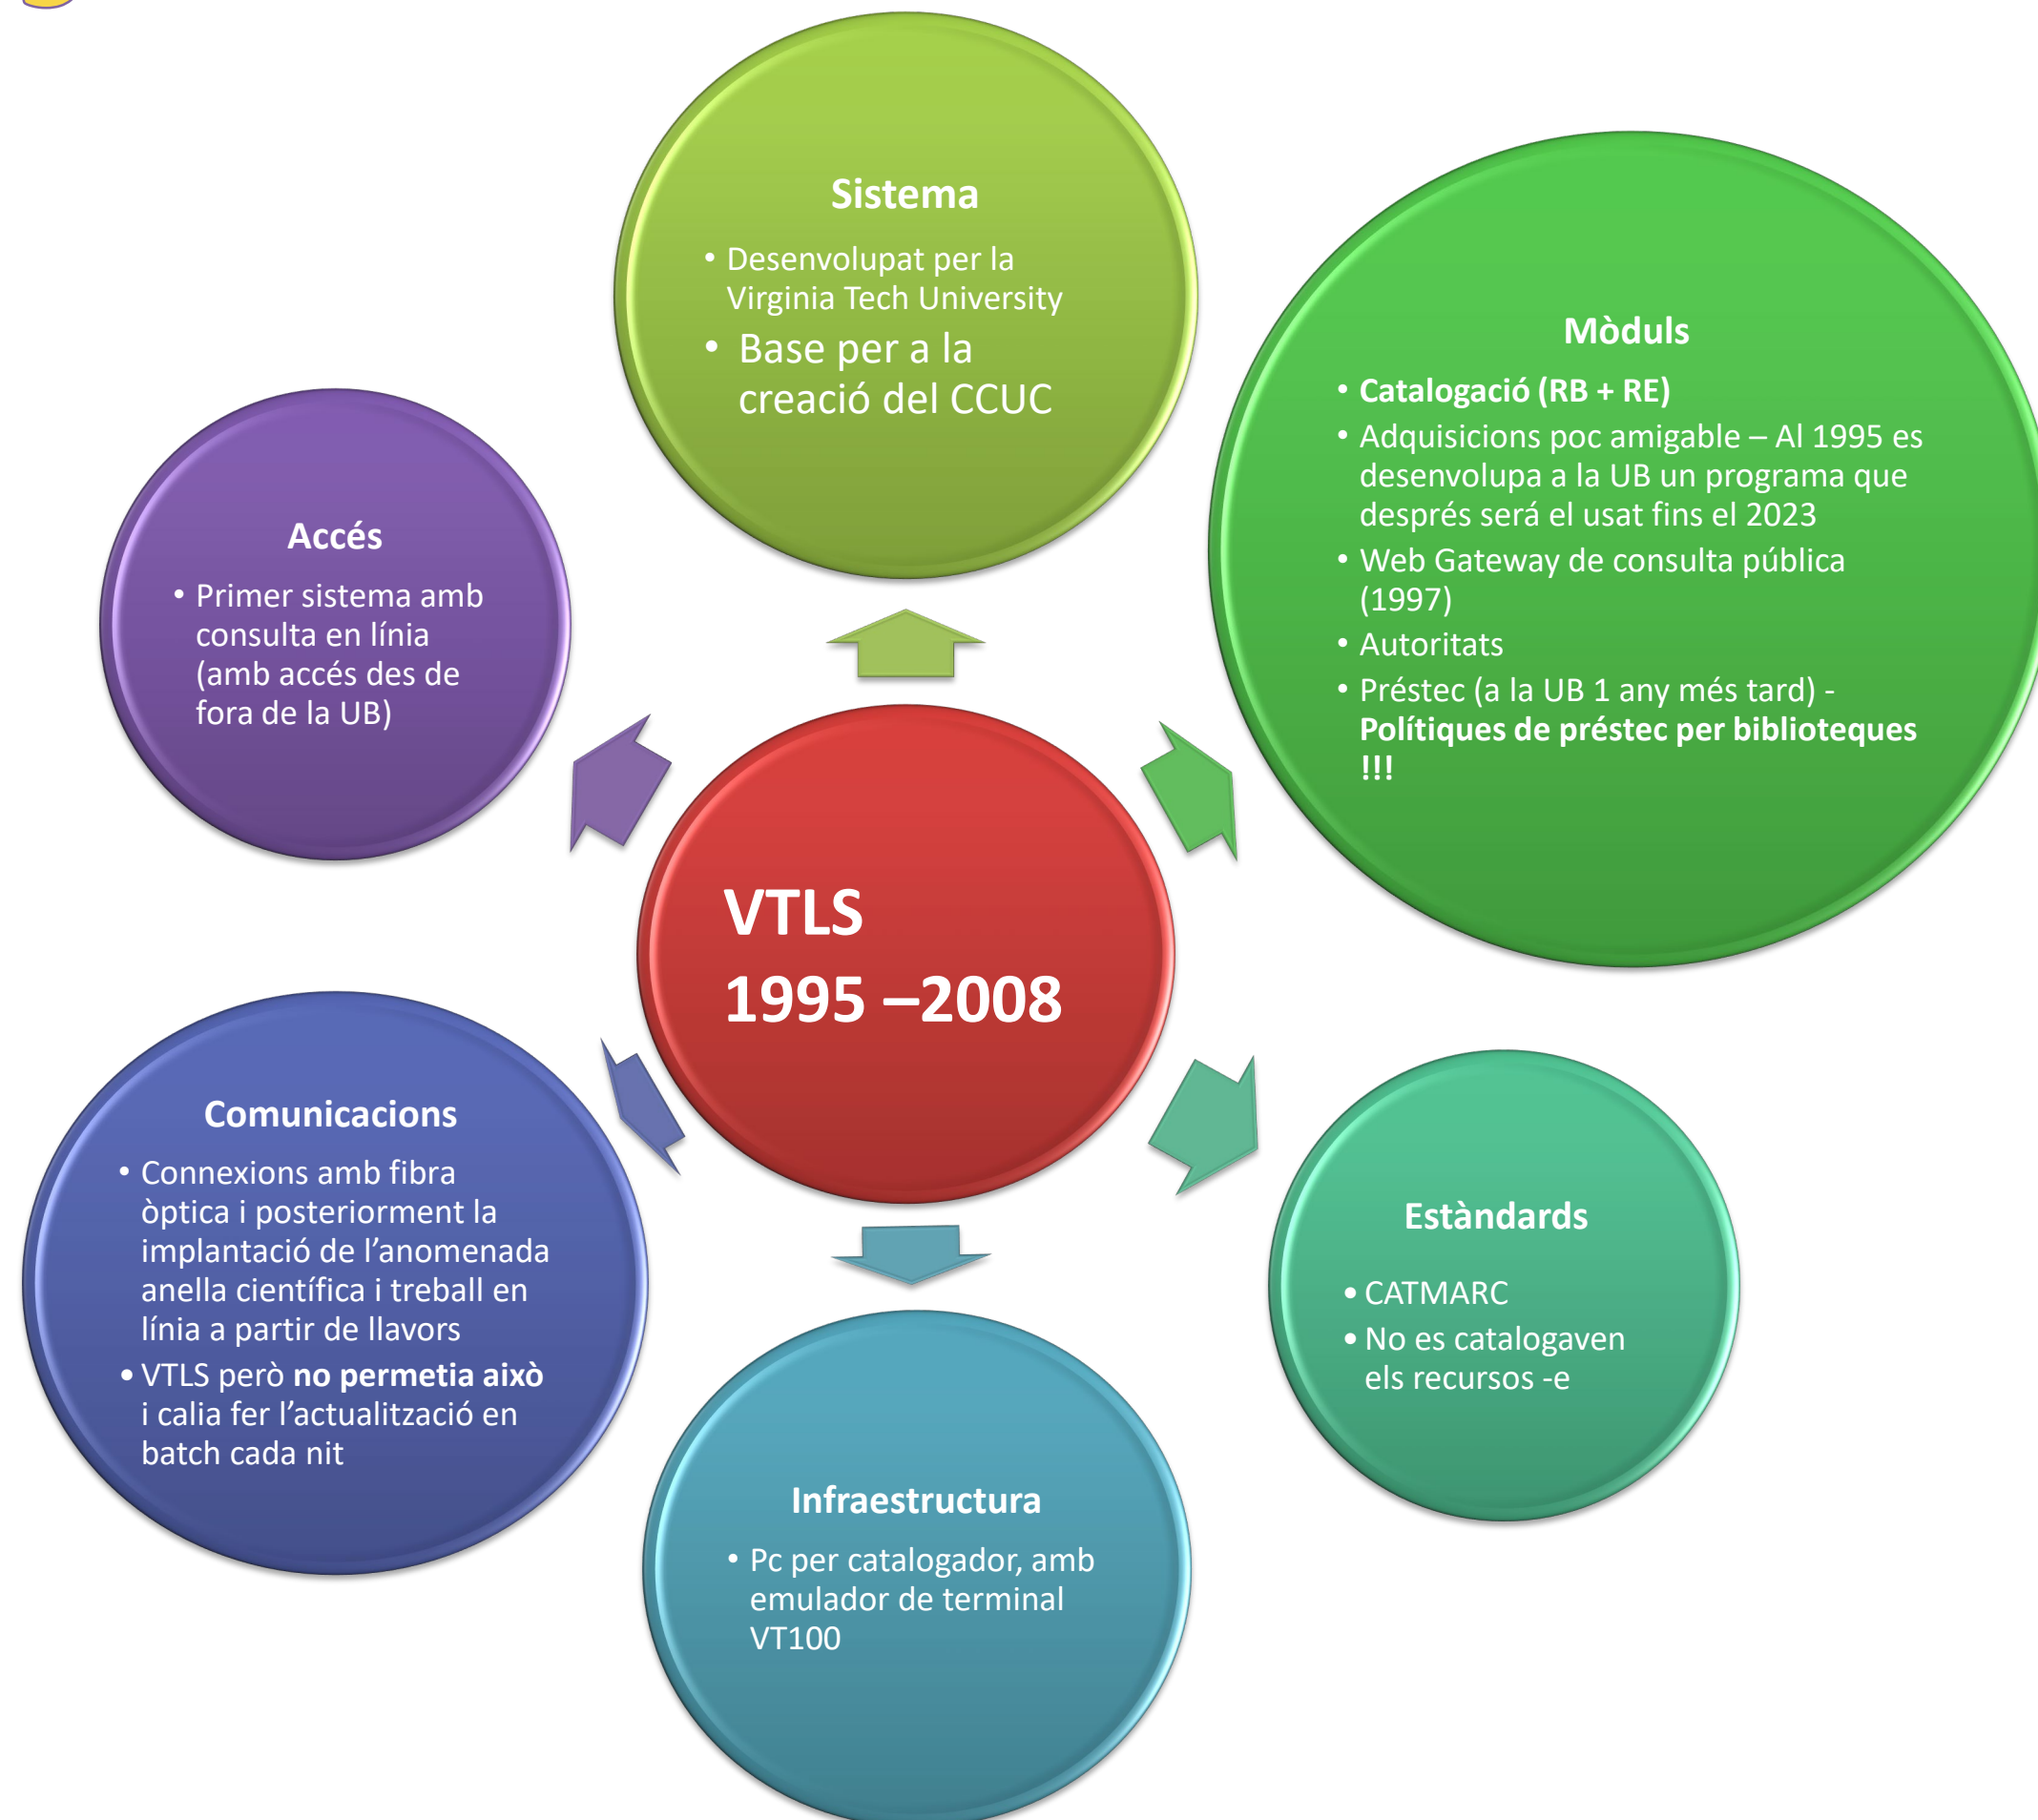 Sistema
• Desenvolupat per la
Virginia Tech University
• Base per a la
creació del CCUC
Mòduls
• Catalogació (RB + RE)
• Adquisicions poc amigable – Al 1995 es
desenvolupa a la UB un programa que
després será el usat fins el 2023
• Web Gateway de consulta pública
(1997)
• Autoritats
• Préstec (a la UB 1 any més tard) -
Polítiques de préstec per biblioteques
!!!
Accés
• Primer sistema amb
consulta en línia
(amb accés des de
fora de la UB)
VTLS
1995 –2008
Comunicacions
• Connexions amb fibra
òptica i posteriorment la
implantació de l’anomenada
anella científica i treball en
línia a partir de llavors
• VTLS però no permetia això
i calia fer l’actualització en
batch cada nit
Estàndards
• CATMARC
• No es catalogaven
els recursos -e
Infraestructura
• Pc per catalogador, amb
emulador de terminal
VT100